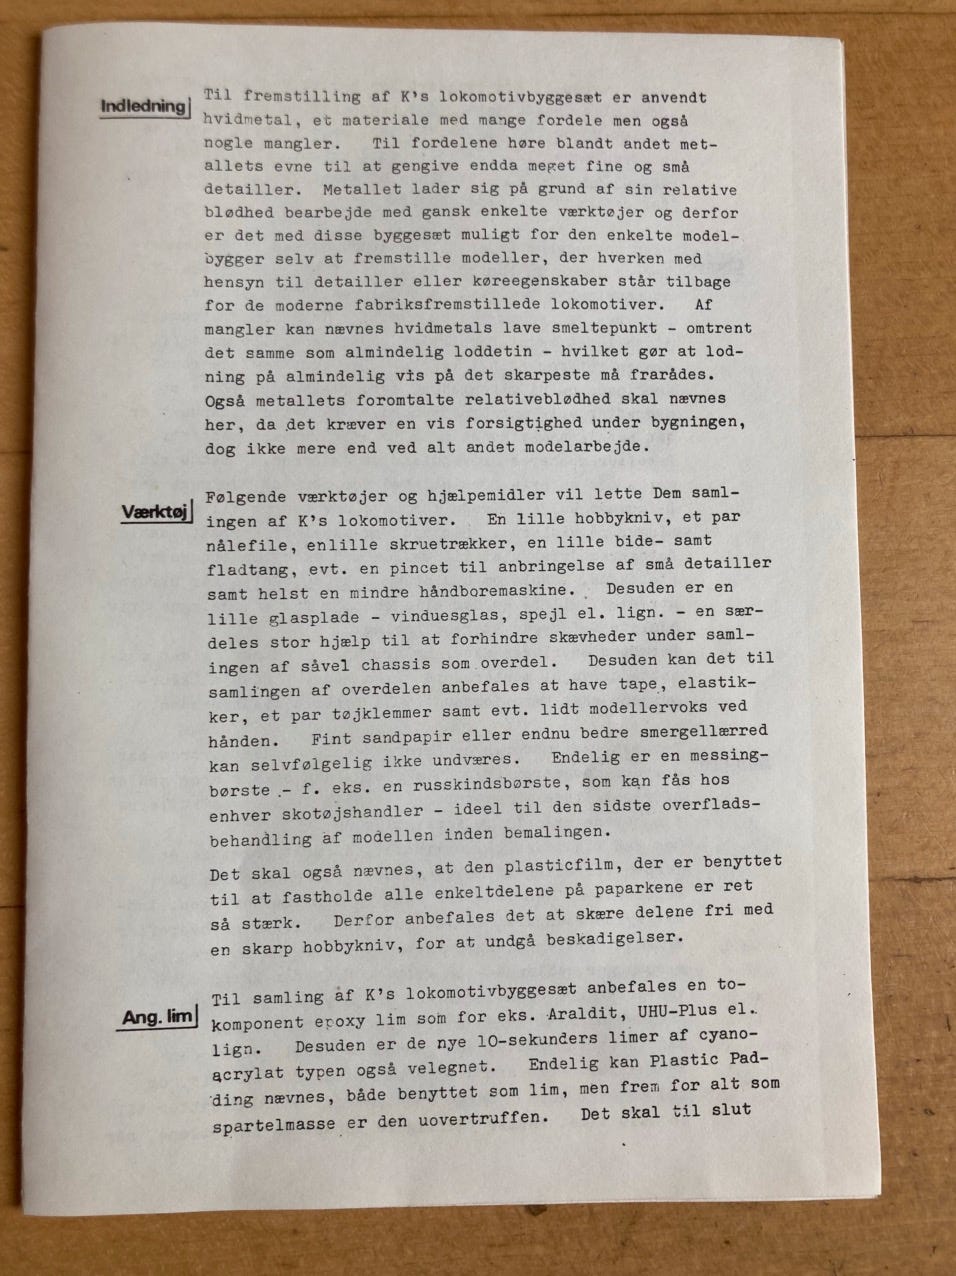 Indledning
Til fremstilling af K's lokomotivbyggesæt er anvendt
hvidmetal, et materiale med mange fordele men også
nogle mangler. Til fordelene høre blandt andet met-
allets evne til at gengive endda meget fine og små
detailler. Metallet lader sig på grund af sin relative
blødhed bearbejde med gansk enkelte værktøjer og derfor
er det med disse byggesæt muligt for den enkelte model-
bygger selv at fremstille modeller, der hverken med
hensyn til detailler eller køreegenskaber står tilbage
for de moderne fabriksfremstillede lokomotiver. Af
mangler kan nævnes hvidmetals lave smeltepunkt - omtrent
det samme som almindelig loddetin - hvilket gør at lod-
ning på almindelig vis på det skarpeste må frarådes.
Også metallets foromtalte relativeblødhed skal nævnes
her, da det kræver en vis forsigtighed under bygningen,
dog ikke mere end ved alt andet modelarbejde.
Værktøj
Følgende værktøjer og hjælpemidler vil lette Dem saml-
ingen af K's lokomotiver. En lille hobbykniv, et par
nålefile, enlille skruetrækker, en lille bide- samt
fladtang, evt. en pincet til anbringelse af små detailler
samt helst en mindre håndboremaskine. Desuden er en
lille glasplade - vinduesglas, spejl el. lign. - en sær-
deles stor hjælp til at forhindre skævheder under saml-
ingen af såvel chassis som overdel. Desuden kan det til
samlingen af overdelen anbefales at have tape, elastik-
ker, et par tøjklemmer samt evt. lidt modellervoks ved
hånden. Fint sandpapir eller endnu bedre smergellærred
kan selvfølgelig ikke undværes. Endelig er en messing-
børste - f. eks. en russkindsbørste, som kan fås hos
enhver skotøjshandler - ideel til den sidste overflads-
behandling af modellen inden bemalingen.
Det skal også nævnes, at den plasticfilm, der er benyttet
til at fastholde alle enkeltdelene på paparkene er ret
så stærk. Derfor anbefales det at skære delene fri med
en skarp hobbykniv, for at undgå beskadigelser.
Ang. lim
Til samling af K's lokomotivbyggesæt anbefales en to-
komponent epoxy lim som for eks. Araldit, UHU-Plus el.
lign. Desuden er de nye 10-sekunders limer af cyano-
acrylat typen også velegnet. Endelig kan Plastic Pad-
ding nævnes, både benyttet som lim, men frem for alt som
spartelmasse er den uovertruffen. Det skal til slut